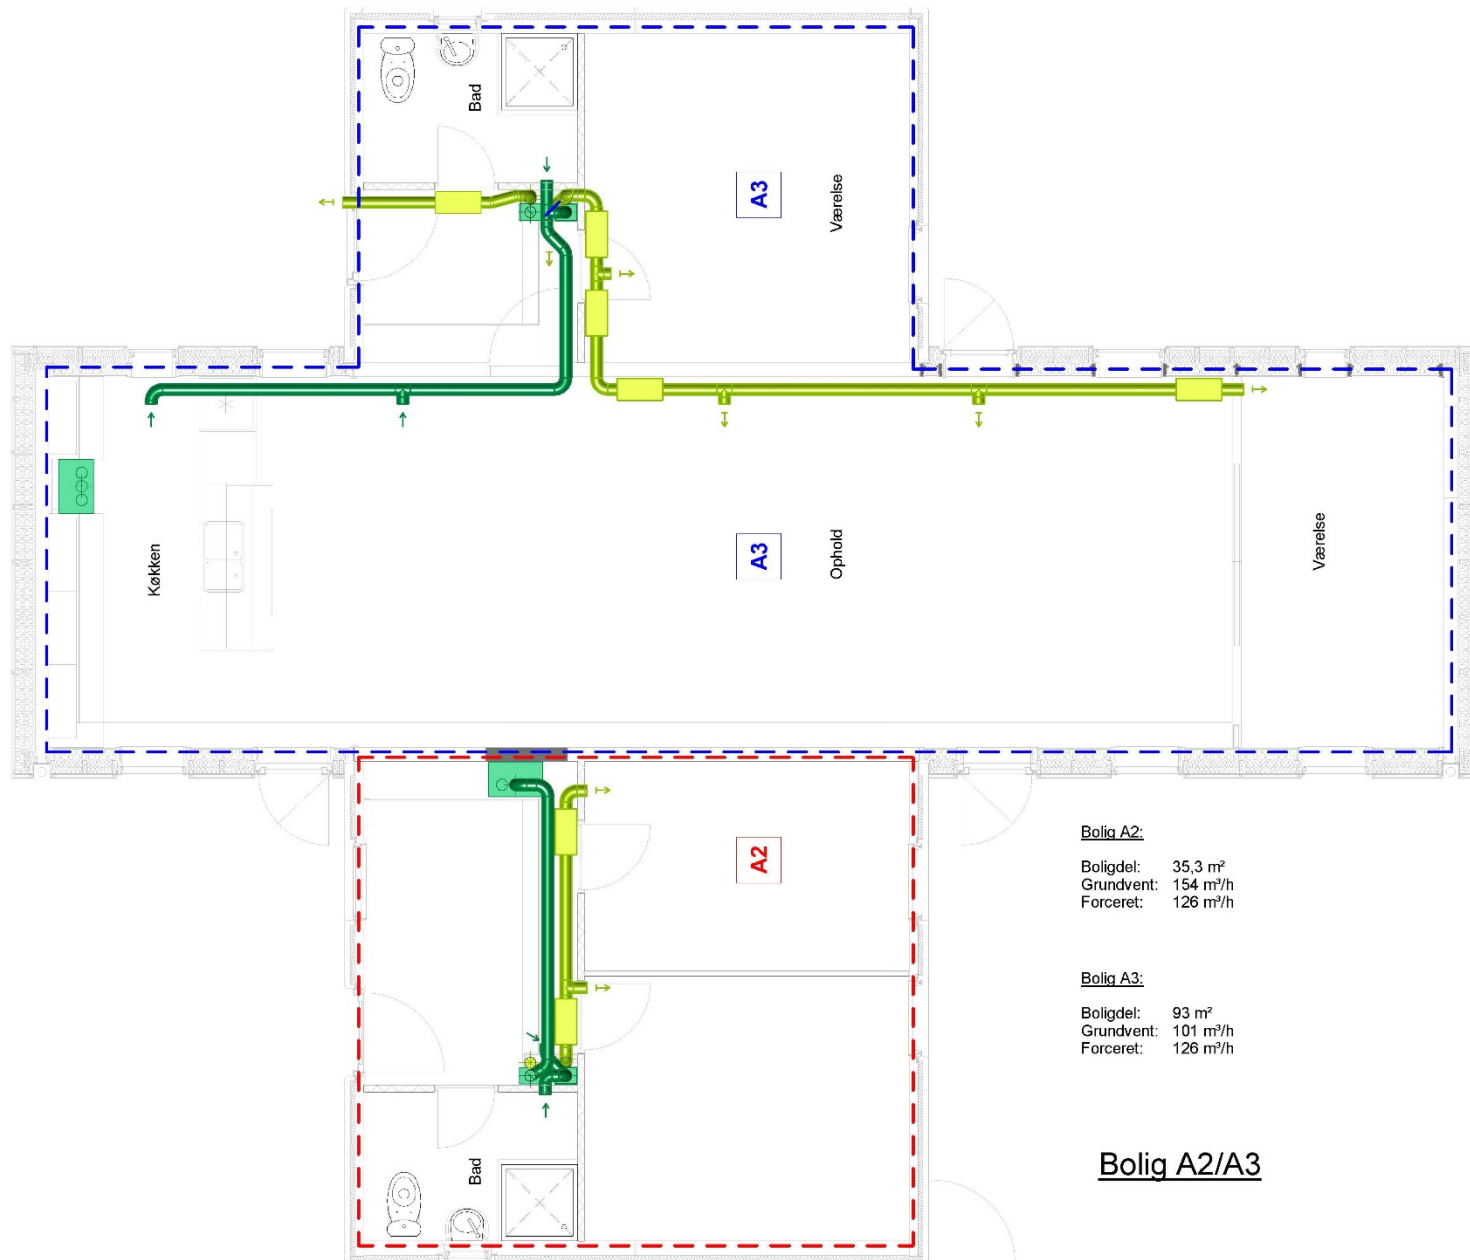 Bad
A3
Værelse
Køkken
A3
Ophold
Værelse
A2
Bad
Bolig A2:
Boligdel: 35,3 m²
Grundvent: 154 m³/h
Forceret: 126 m³/h
Bolig A3:
Boligdel: 93 m²
Grundvent: 101 m³/h
Forceret: 126 m³/h
Bolig A2/A3